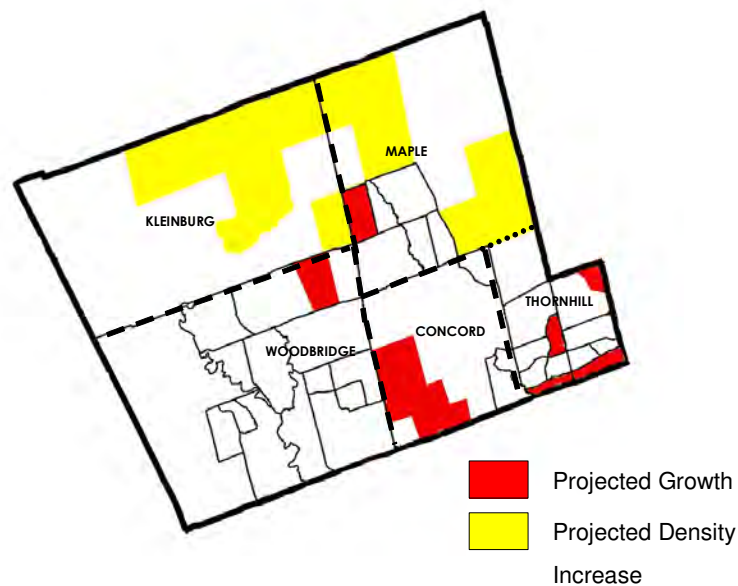 MAPLE
KLEINBURG
THORNHILL
CONCORD
WOODBRIDGE
Projected Growth
Projected Density
Increase